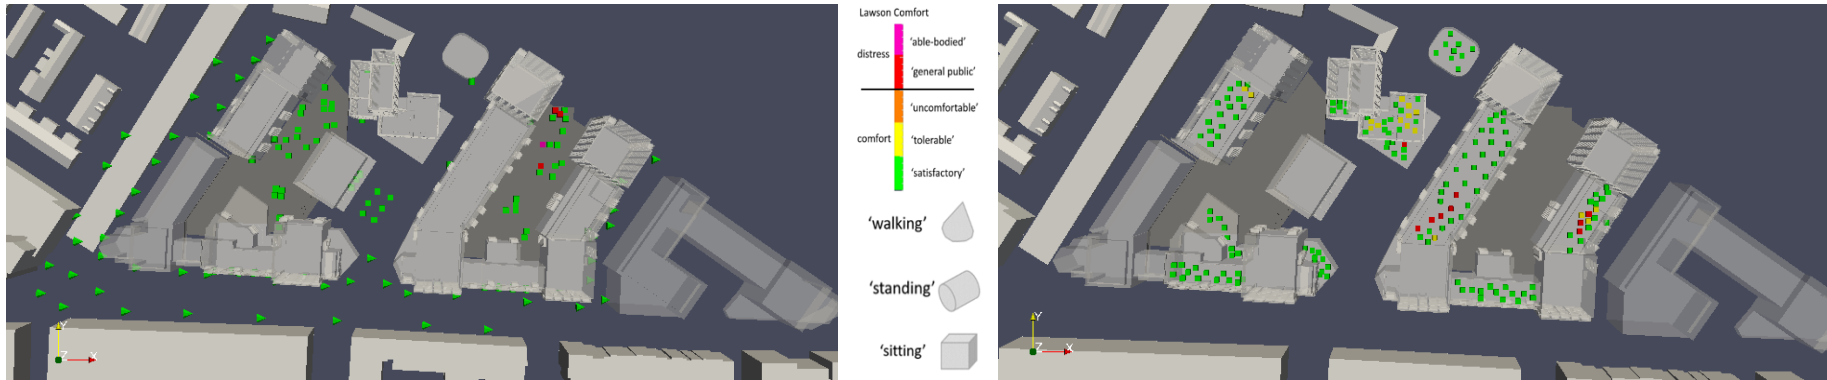 Lawson Comfort
'able-bodied'
distress
'general public'
'uncomfortable'
comfort
'tolerable'
'satisfactory'
'walking'
'standing'
'sitting'
Y
Z
X
Y
Z
X